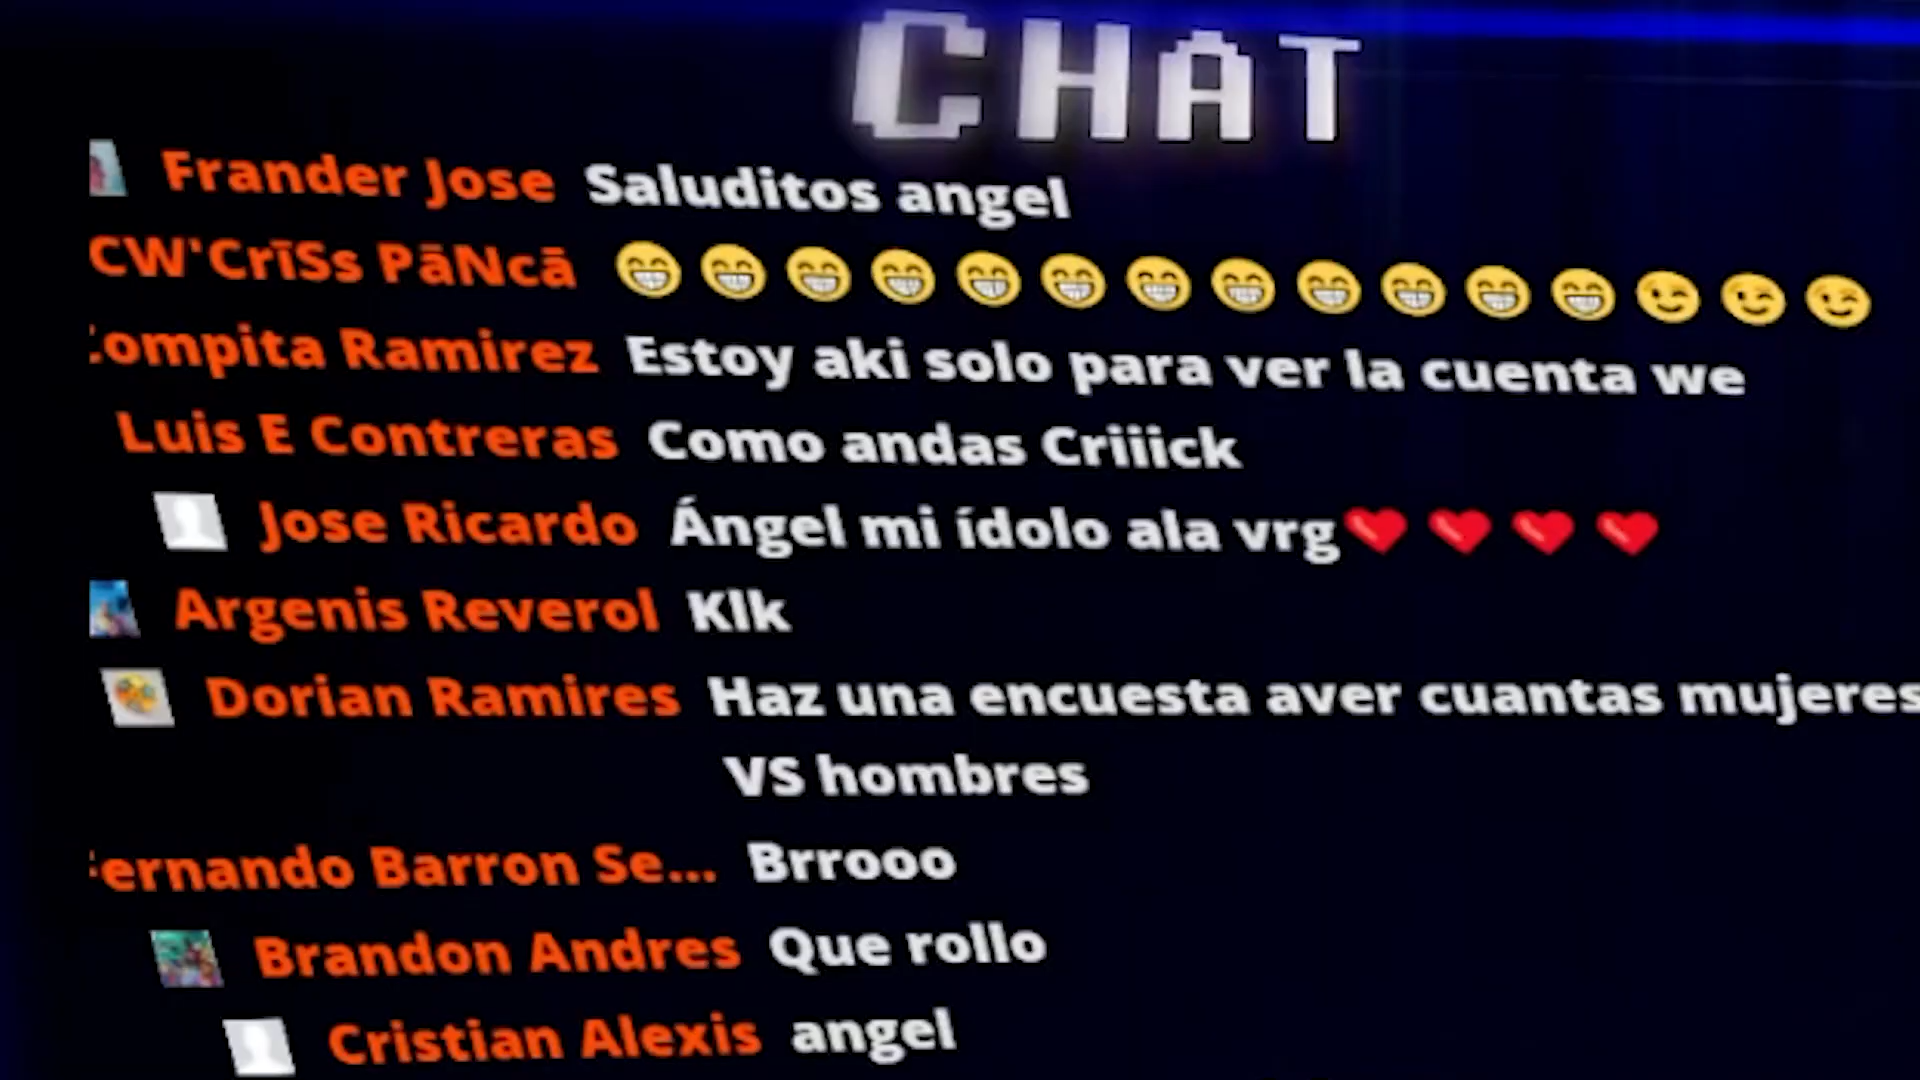 CHAT
Frander Jose Saluditos angel
CW'CrīSs PāNcā 😁😁😁😁😁😁😁😁😁😁😁😁😉😉😉
ompita Ramirez Estoy aki solo para ver la cuenta we
Luis E Contreras Como andas Criiick
Jose Ricardo Ángel mi ídolo ala vrg❤❤❤❤
Argenis Reverol Klk
Dorian Ramires Haz una encuesta aver cuantas mujeres
VS hombres
ernando Barron Se... Brrooo
Brandon Andres Que rollo
Cristian Alexis angel